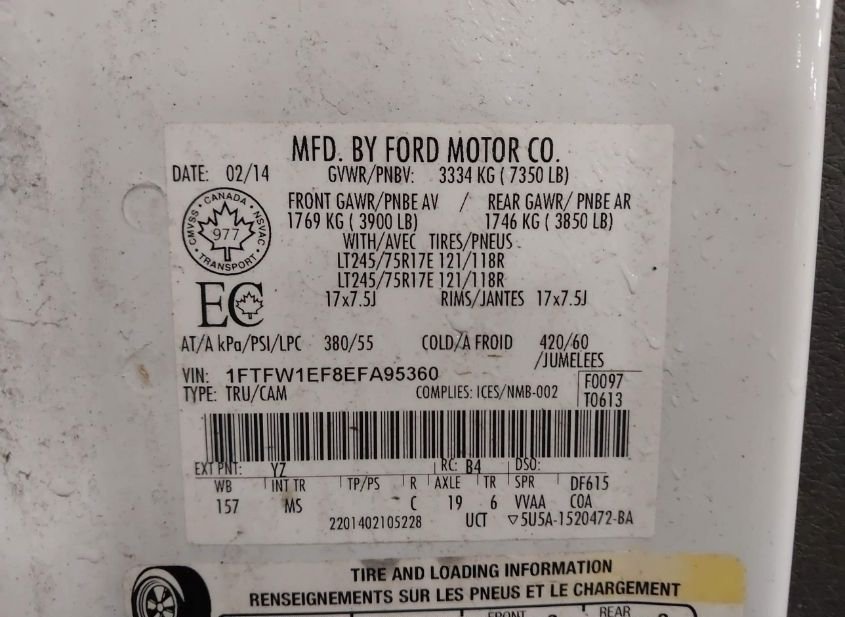 MFD. BY FORD MOTOR CO.
DATE: 02/14 GVWR/PNBV: 3334 KG ( 7350 LB)
FRONT GAWR/PNBE AV / REAR GAWR/ PNBE AR
1769 KG ( 3900 LB) 1746 KG ( 3850 LB)
WITH/AVEC TIRES/PNEUS
LT245/75R17E 121/118R
LT245/75R17E 121/118R
17x7.5J RIMS/JANTES 17x7.5J
CANADA
CMVSS 977 NSVAC
TRANSPORT
EC
AT/A kPa/PSI/LPC 380/55 COLD/A FROID 420/60
/JUMELEES
VIN: 1FTFW1EF8EFA95360 F0097
TYPE: TRU/CAM COMPLIES: ICES/NMB-002 T0613
EXT PNT: YZ RC: B4 DSO:
WB INT TR TP/PS R AXLE TR SPR DF615
157 MS C 19 6 VVAA COA
2201402105228 UCT ▽5U5A-1520472-BA
TIRE AND LOADING INFORMATION
RENSEIGNEMENTS SUR LES PNEUS ET LE CHARGEMENT
FRONT REAR